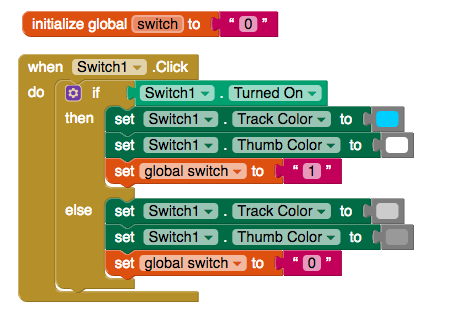 initialize global switch to " 0 "
when Switch1 .Click
do if Switch1 . Turned On
then set Switch1 . Track Color to
set Switch1 . Thumb Color to
set global switch to " 1 "
else set Switch1 . Track Color to
set Switch1 . Thumb Color to
set global switch to " 0 "